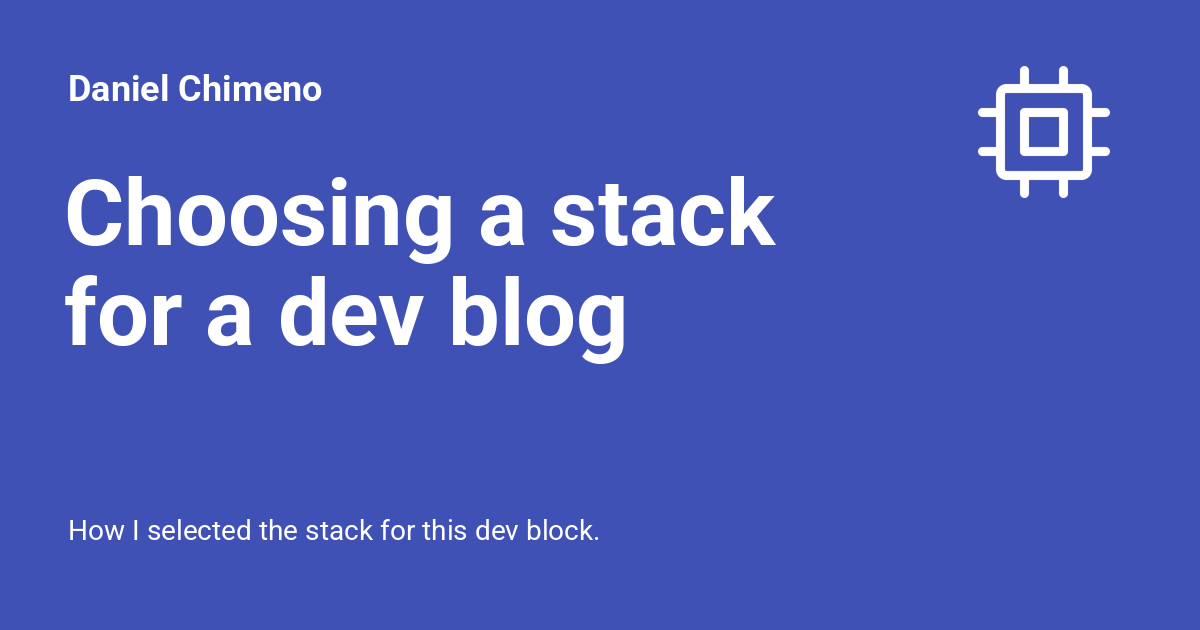 Daniel Chimeno
Choosing a stack
for a dev blog
How I selected the stack for this dev block.